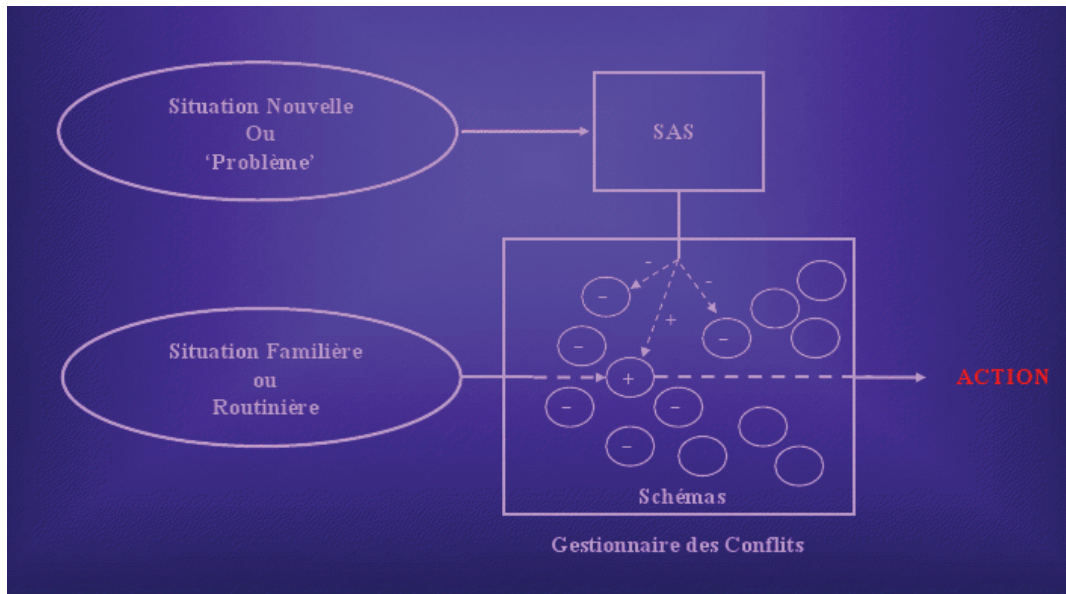 Situation Nouvelle
Ou
‘Problème’
SAS
-
-
+
–
–
–
+
–
–
–
Situation Familière
ou
Routinière
ACTION
Schémas
Gestionnaire des Conflits